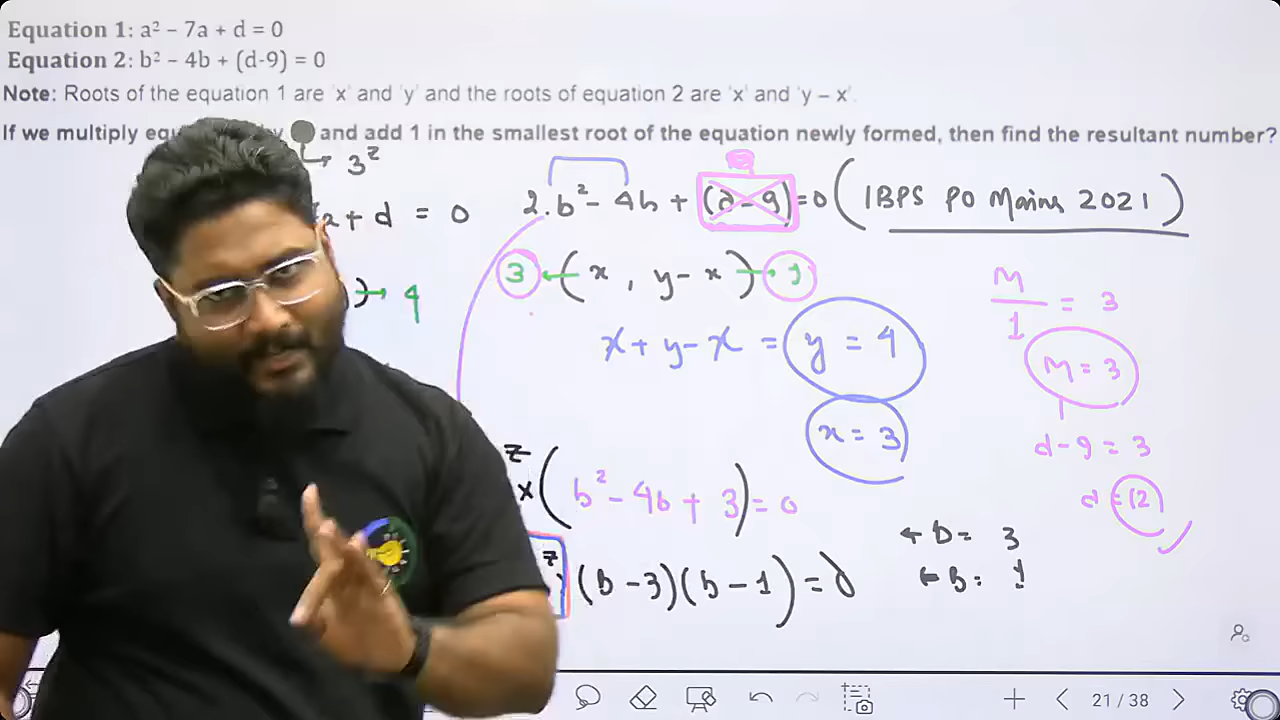 Equation 1: a² – 7a + d = 0
Equation 2: b² – 4b + (d-9) = 0
Note: Roots of the equation 1 are 'x' and 'y' and the roots of equation 2 are 'x' and 'y – x'.
If we multiply and add 1 in the smallest root of the equation newly formed, then find the resultant number?
3²
+ d = 0
2. b² - 4b + (d-9) = 0 (IBPS PO Mains 2021)
) → 4
3 ← (x , y - x) → 1
M/1 = 3
x + y - x = y = 4
M = 3
x = 3
d - 9 = 3
z
x (b² - 4b + 3) = 0
d = 12
← b = 3
z (b - 3)(b - 1) = 0
← b = 1
21 / 38